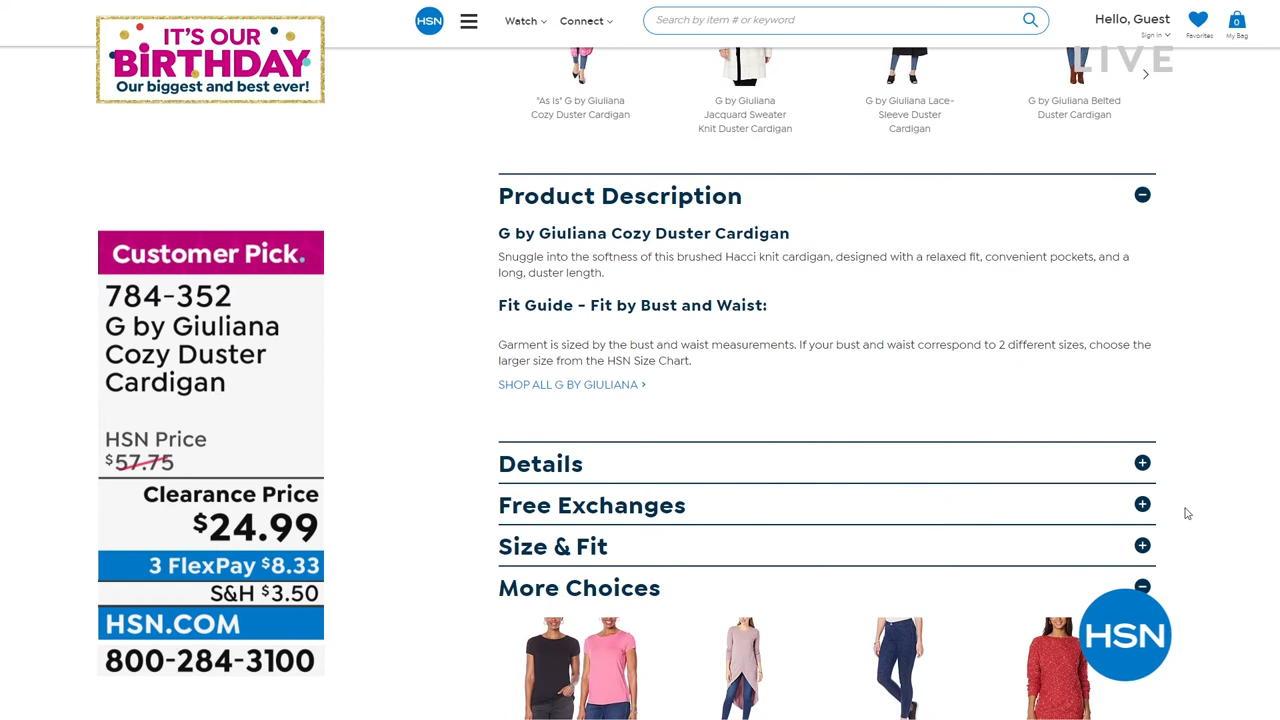 IT'S OUR
BIRTHDAY
Our biggest and best ever!
HSN
Watch
Connect
Search by item # or keyword
Hello, Guest
Sign in
Favorites
0
My Bag
LIVE
"As Is" G by Giuliana
Cozy Duster Cardigan
G by Giuliana
Jacquard Sweater
Knit Duster Cardigan
G by Giuliana Lace-
Sleeve Duster
Cardigan
G by Giuliana Belted
Duster Cardigan
Product Description
G by Giuliana Cozy Duster Cardigan
Snuggle into the softness of this brushed Hacci knit cardigan, designed with a relaxed fit, convenient pockets, and a
long, duster length.
Fit Guide - Fit by Bust and Waist:
Garment is sized by the bust and waist measurements. If your bust and waist correspond to 2 different sizes, choose the
larger size from the HSN Size Chart.
SHOP ALL G BY GIULIANA >
Details
Free Exchanges
Size & Fit
More Choices
Customer Pick.
784-352
G by Giuliana
Cozy Duster
Cardigan
HSN Price
$57.75
Clearance Price
$24.99
3 FlexPay $8.33
S&H $3.50
HSN.COM
800-284-3100
HSN